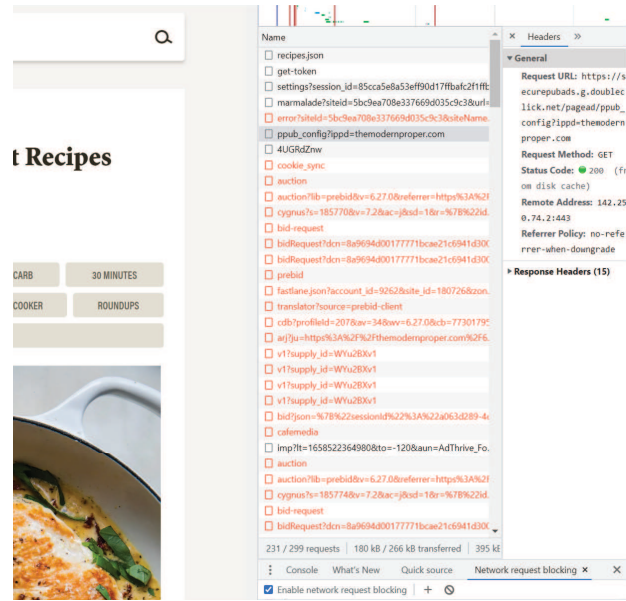 t Recipes
CARB
30 MINUTES
COOKER
ROUNDUPS
Name
recipes.json
get-token
settings?session_id=85cca5e8a53eff90d17ffbafc2f1ffb
marmalade?siteid=5bc9ea708e337669d035c9c3&url=
error?siteId=5bc9ea708e337669d035c9c3&siteName
ppub_config?ippd=themodernproper.com
4UGRdZnw
cookie_sync
auction
auction?lib=prebid&v=6.27.0&referrer=https%3A%2F
cygnus?s=185770&v=7.2&ac=j&sd=1&r=%7B%22id.
bid-request
bidRequest?dcn=8a9694d00177771bcae21c6941d300
bidRequest?dcn=8a9694d00177771bcae21c6941d300
prebid
fastlane.json?account_id=9262&site_id=180726&zon.
translator?source=prebid-client
cdb?profileId=207&av=34&wv=6.27.0&cb=77301795
arj?ju=https%3A%2F%2Fthemodernproper.com%2F6.
v1?supply_id=WYu2BXv1
v1?supply_id=WYu2BXv1
v1?supply_id=WYu2BXv1
v1?supply_id=WYu2BXv1
bid?json=%7B%22sessionId%22%3A%22a063d289-4c
cafemedia
imp?lt=1658522364980&to=-120&aun=AdThrive_Fo.
auction
auction?lib=prebid&v=6.27.0&referrer=https%3A%2F
cygnus?s=185774&v=7.2&ac=j&sd=1&r=%7B%22id.
bid-request
bidRequest?dcn=8a9694d00177771bcae21c6941d300
231 / 299 requests 180 kB / 266 kB transferred 395 kE
× Headers »
▼ General
Request URL: https://s
ecurepubads.g.doublec
lick.net/pagead/ppub_
config?ippd=themodern
proper.com
Request Method: GET
Status Code: 200 (fr
om disk cache)
Remote Address: 142.25
0.74.2:443
Referrer Policy: no-refe
rrer-when-downgrade
▶ Response Headers (15)
Console What's New Quick source Network request blocking × ×
Enable network request blocking +